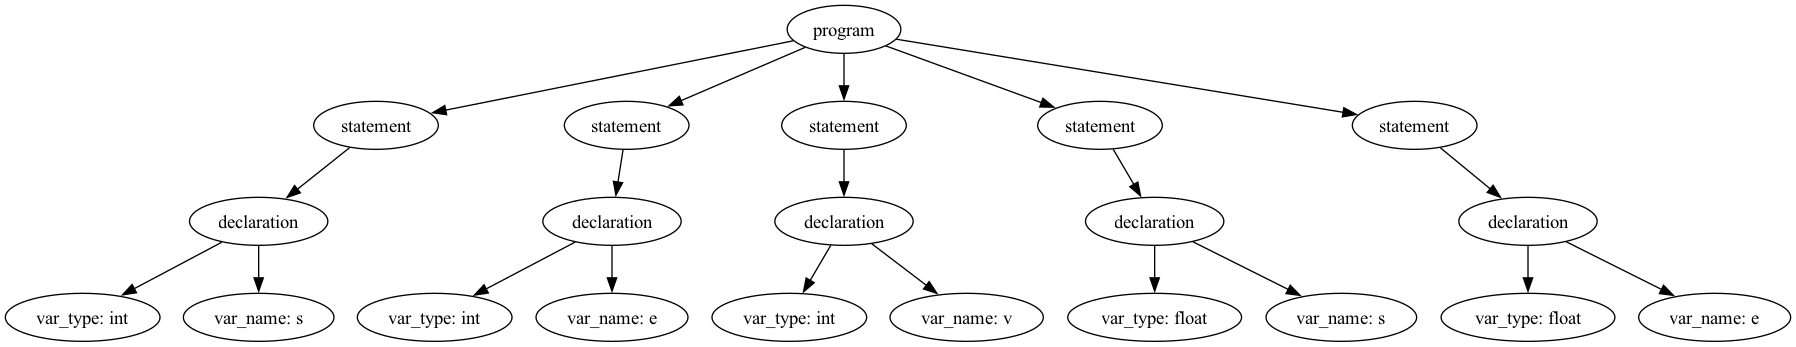 program
statement
statement
statement
statement
statement
declaration
declaration
declaration
declaration
declaration
var_type: int
var_name: s
var_type: int
var_name: e
var_type: int
var_name: v
var_type: float
var_name: s
var_type: float
var_name: e